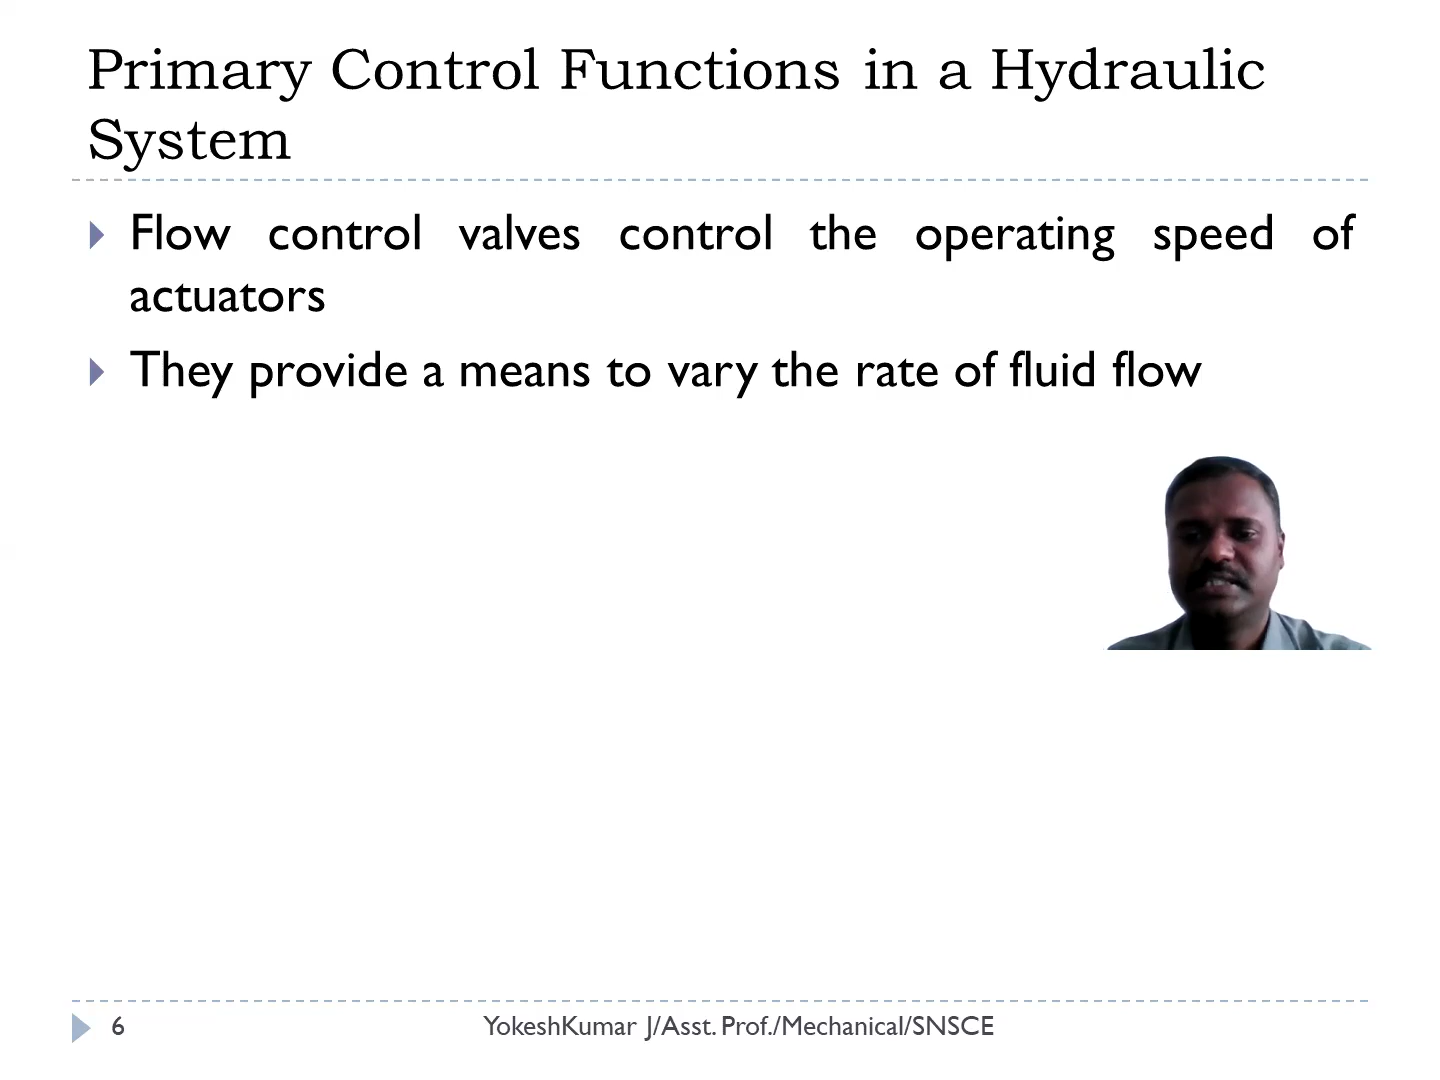 Primary Control Functions in a Hydraulic
System
Flow control valves control the operating speed of
actuators
They provide a means to vary the rate of fluid flow
6
YokeshKumar J/Asst. Prof./Mechanical/SNSCE